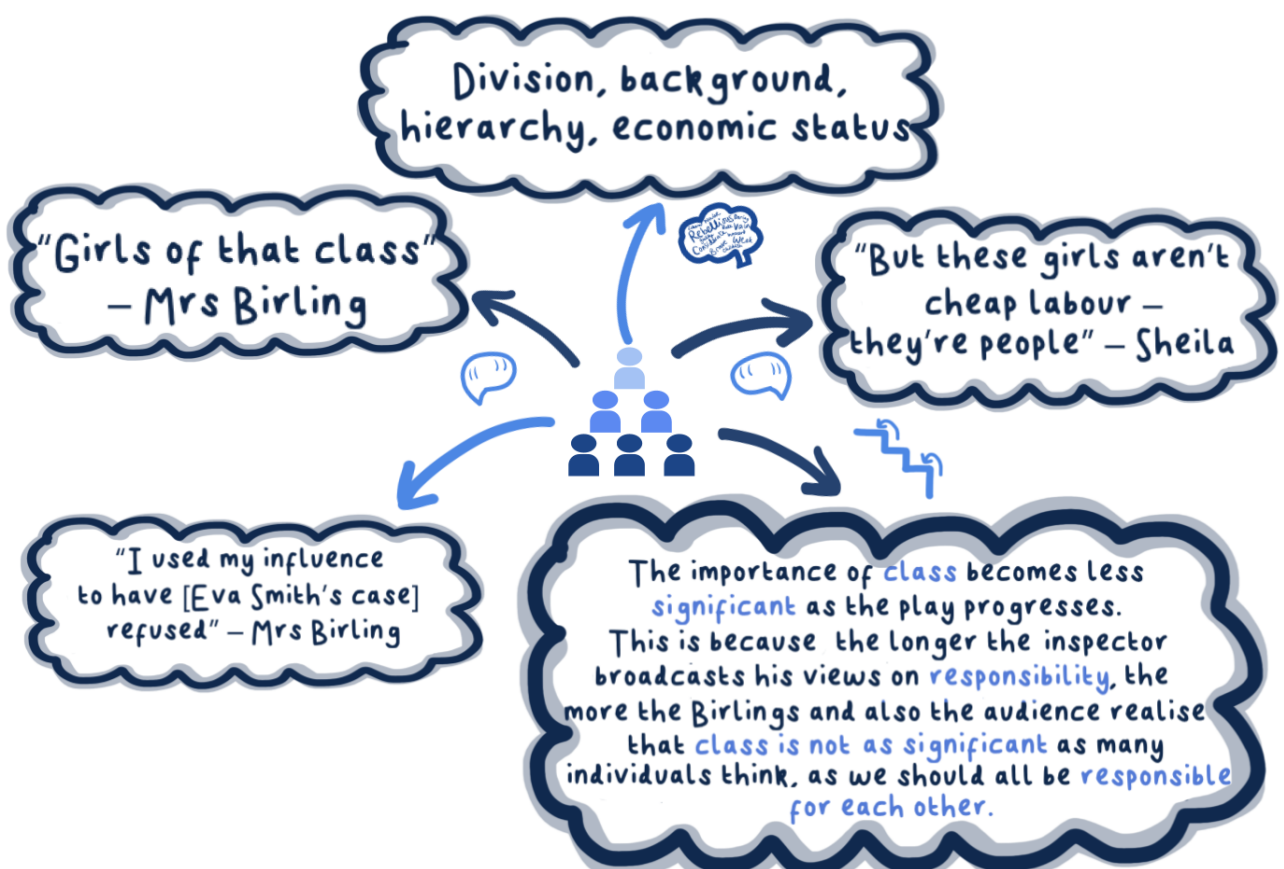 Division, background,
hierarchy, economic status
"Girls of that class"
– Mrs Birling
"But these girls aren't
cheap labour –
they're people" – Sheila
Rebellious
Weak
"I used my influence
to have [Eva Smith's case]
refused" – Mrs Birling
The importance of class becomes less
significant as the play progresses.
This is because the longer the inspector
broadcasts his views on responsibility, the
more the Birlings and also the audience realise
that class is not as significant as many
individuals think, as we should all be responsible
for each other.